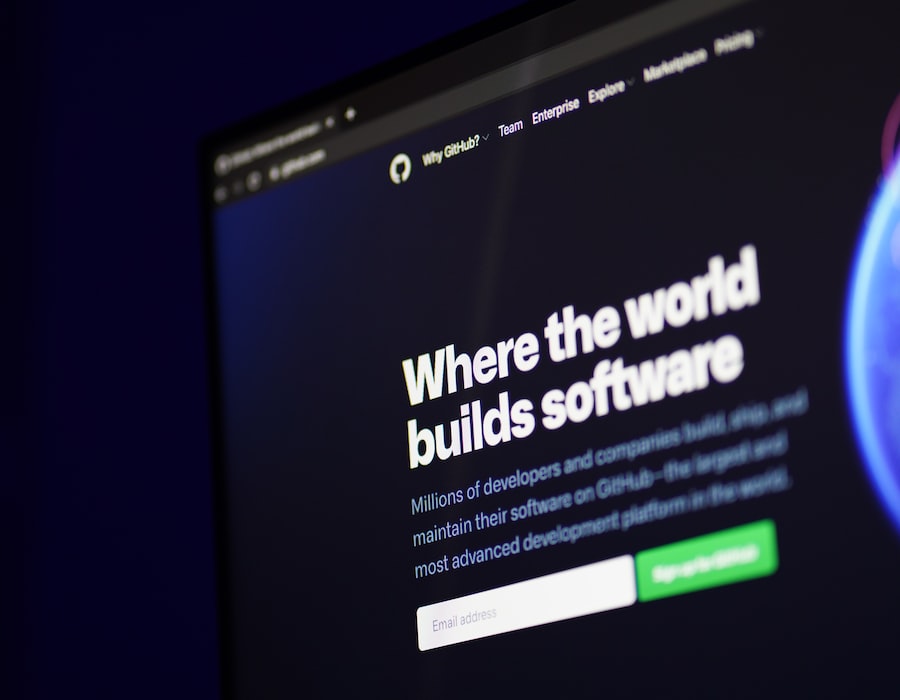 github.com
Why GitHub? Team Enterprise Explore Marketplace Pricing
Where the world
builds software
Millions of developers and companies build, ship, and
maintain their software on GitHub—the largest and
most advanced development platform in the world.
Email address
Sign up for GitHub